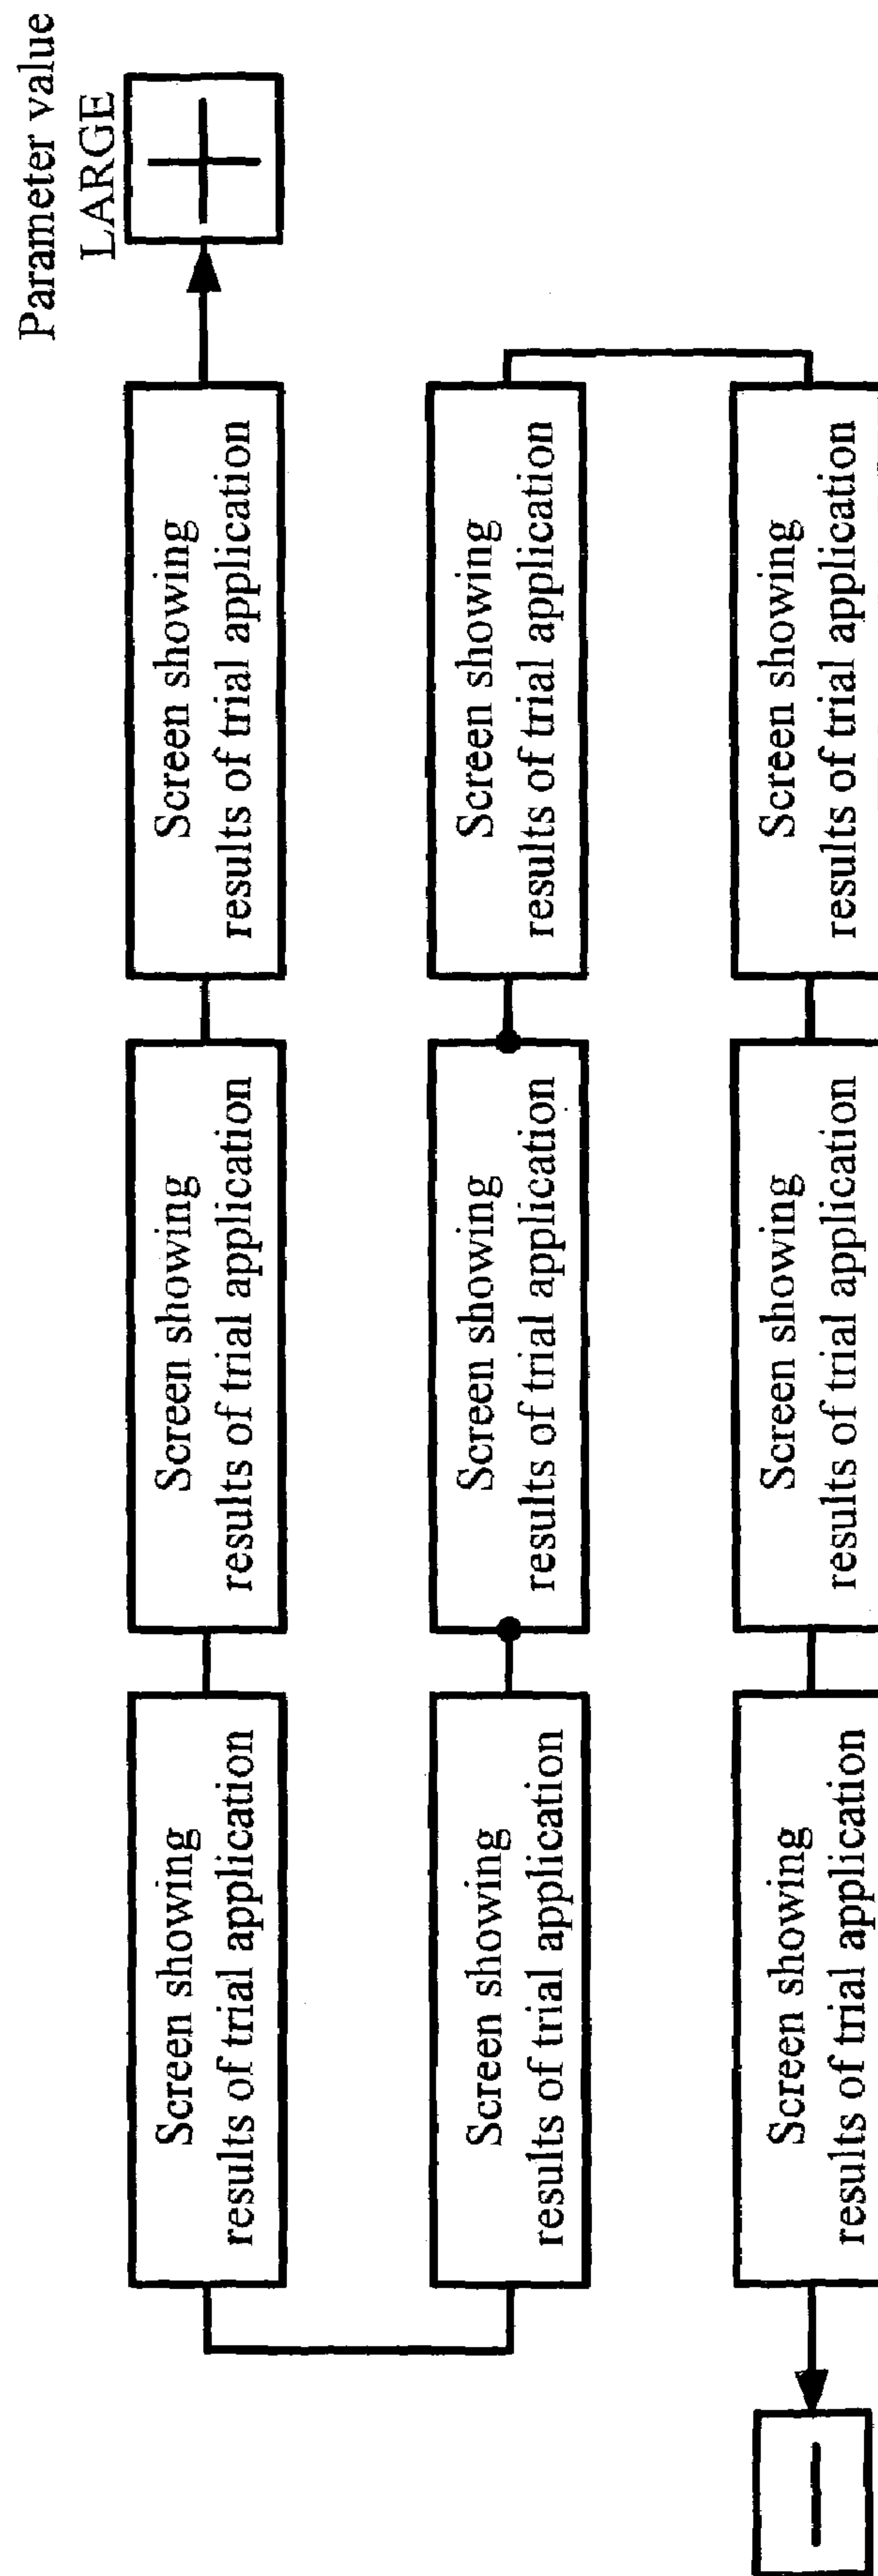 Parameter value
LARGE
Screen showing
results of trial application
Screen showing
results of trial application
Screen showing
results of trial application
+
Screen showing
results of trial application
Screen showing
results of trial application
Screen showing
results of trial application
−
Screen showing
results of trial application
Screen showing
results of trial application
Screen showing
results of trial application